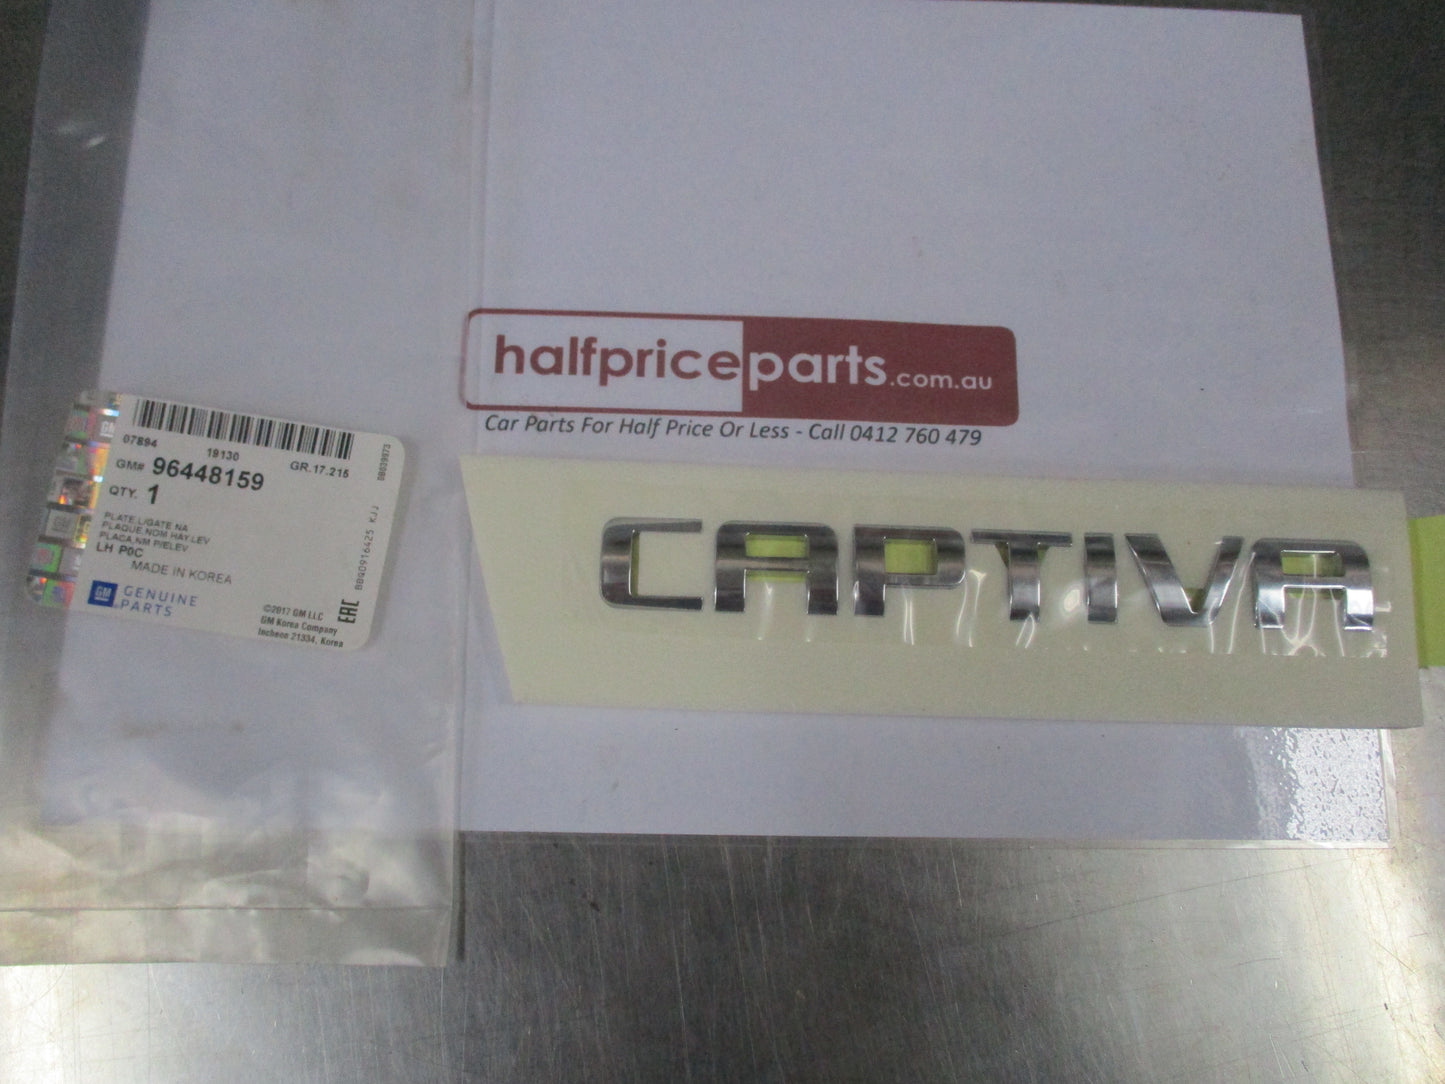 halfpriceparts.com.au
Car Parts For Half Price Or Less - Call 0412 760 479
CAPTIVA
07894
19130
GR.17.215
GM# 96448159
QTY. 1
PLATE,L/GATE NA
PLAQUE,NOM HAY.LEV
PLACA,NM P/ELEV
LH P0C
MADE IN KOREA
GM GENUINE
PARTS
©2017 GM LLC
GM Korea Company
Incheon 21334, Korea
EAC